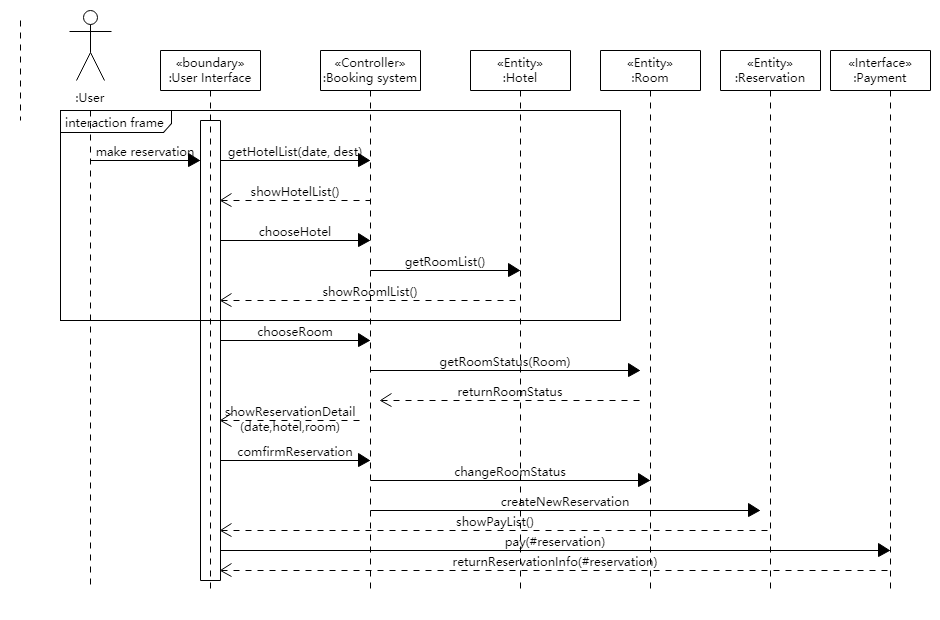 «boundary»
:User Interface
«Controller»
:Booking system
«Entity»
:Hotel
«Entity»
:Room
«Entity»
:Reservation
«Interface»
:Payment
:User
interaction frame
make reservation
getHotelList(date, dest)
showHotelList()
chooseHotel
getRoomList()
showRoomlList()
chooseRoom
getRoomStatus(Room)
returnRoomStatus
showReservationDetail
(date,hotel,room)
comfirmReservation
changeRoomStatus
createNewReservation
showPayList()
pay(#reservation)
returnReservationInfo(#reservation)